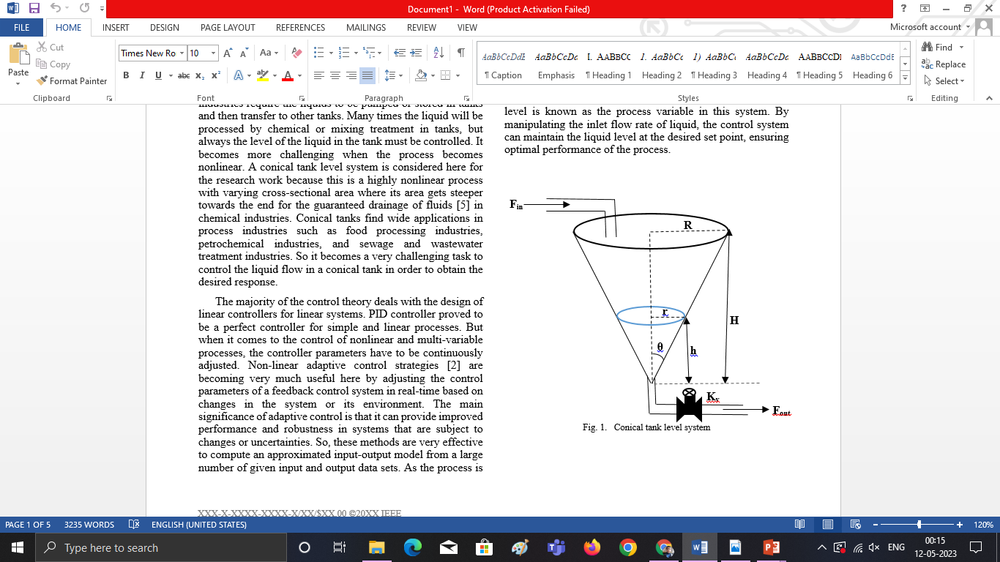 Document1 - Word (Product Activation Failed)
FILE HOME INSERT DESIGN PAGE LAYOUT REFERENCES MAILINGS REVIEW VIEW Microsoft account
Paste
Cut
Copy
Format Painter
Clipboard
Times New Ro 10
Font
Paragraph
AaBbCcDdE AaBbCcDc I. AABBCC 1. AaBbCc 1) AaBbC AaBbCcDc AABBCCDI AaBbCcDdE
¶ Caption Emphasis ¶ Heading 1 Heading 2 ¶ Heading 3 Heading 4 ¶ Heading 5 Heading 6
Styles
Find
Replace
Select
Editing
industries require the liquids to be pumped or stored in tanks
and then transfer to other tanks. Many times the liquid will be
processed by chemical or mixing treatment in tanks, but
always the level of the liquid in the tank must be controlled. It
becomes more challenging when the process becomes
nonlinear. A conical tank level system is considered here for
the research work because this is a highly nonlinear process
with varying cross-sectional area where its area gets steeper
towards the end for the guaranteed drainage of fluids [5] in
chemical industries. Conical tanks find wide applications in
process industries such as food processing industries,
petrochemical industries, and sewage and wastewater
treatment industries. So it becomes a very challenging task to
control the liquid flow in a conical tank in order to obtain the
desired response.
The majority of the control theory deals with the design of
linear controllers for linear systems. PID controller proved to
be a perfect controller for simple and linear processes. But
when it comes to the control of nonlinear and multi-variable
processes, the controller parameters have to be continuously
adjusted. Non-linear adaptive control strategies [2] are
becoming very much useful here by adjusting the control
parameters of a feedback control system in real-time based on
changes in the system or its environment. The main
significance of adaptive control is that it can provide improved
performance and robustness in systems that are subject to
changes or uncertainties. So, these methods are very effective
to compute an approximated input-output model from a large
number of given input and output data sets. As the process is
XXX-X-XXXX-XXXX-X/XX/$XX.00 ©20XX IEEE
level is known as the process variable in this system. By
manipulating the inlet flow rate of liquid, the control system
can maintain the liquid level at the desired set point, ensuring
optimal performance of the process.
Fin
R
r
H
θ
h
Kv
Fout
Fig. 1. Conical tank level system
PAGE 1 OF 5 3235 WORDS ENGLISH (UNITED STATES) 120%
Type here to search
ENG
00:15
12-05-2023